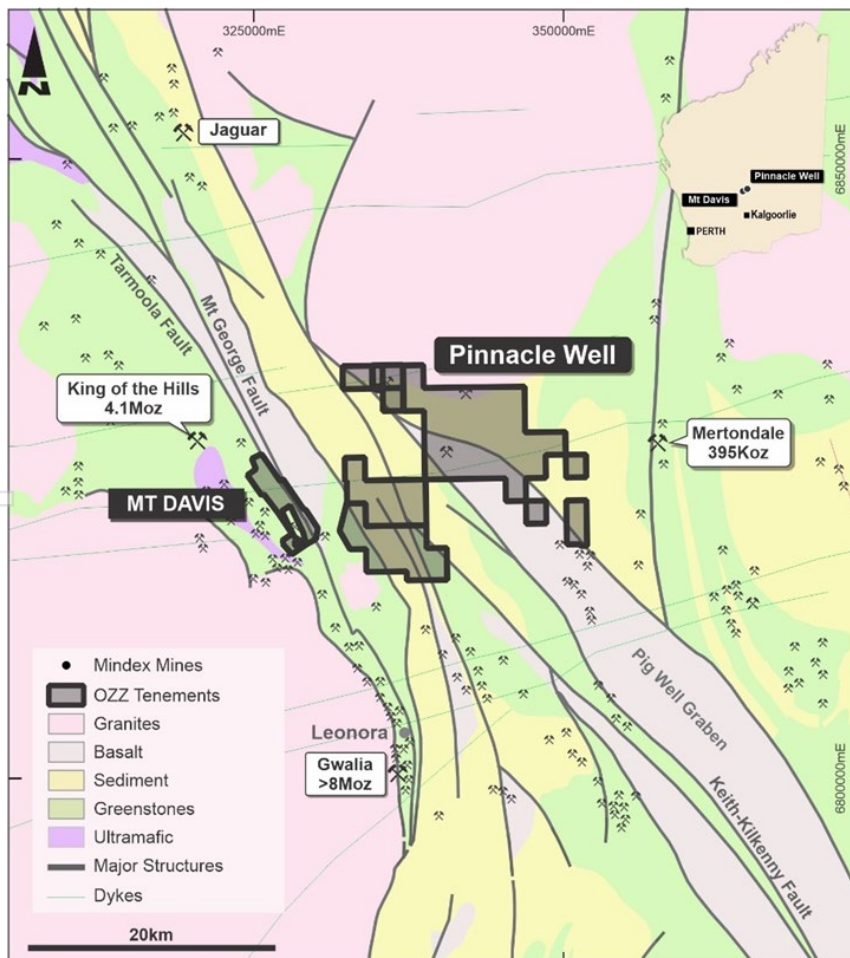 325000mE
350000mE
N
Jaguar
6850000mE
Pinnacle Well
Mt Davis
Kalgoorlie
PERTH
Tarmoola Fault
Mt George Fault
Pinnacle Well
King of the Hills
4.1Moz
Mertondale
395Koz
MT DAVIS
Pig Well Graben
Mindex Mines
OZZ Tenements
Granites
Basalt
Sediment
Greenstones
Ultramafic
Major Structures
Dykes
Leonora
Gwalia
>8Moz
6800000mE
Keith-Kilkenny Fault
20km